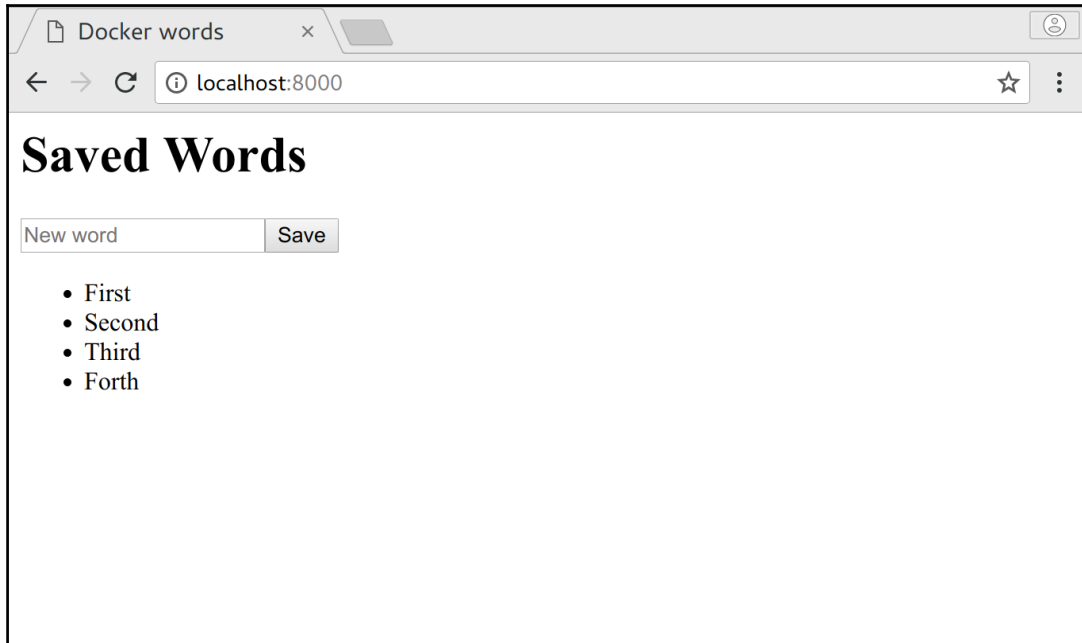 Docker words
localhost:8000
Saved Words
New word Save
First
Second
Third
Forth